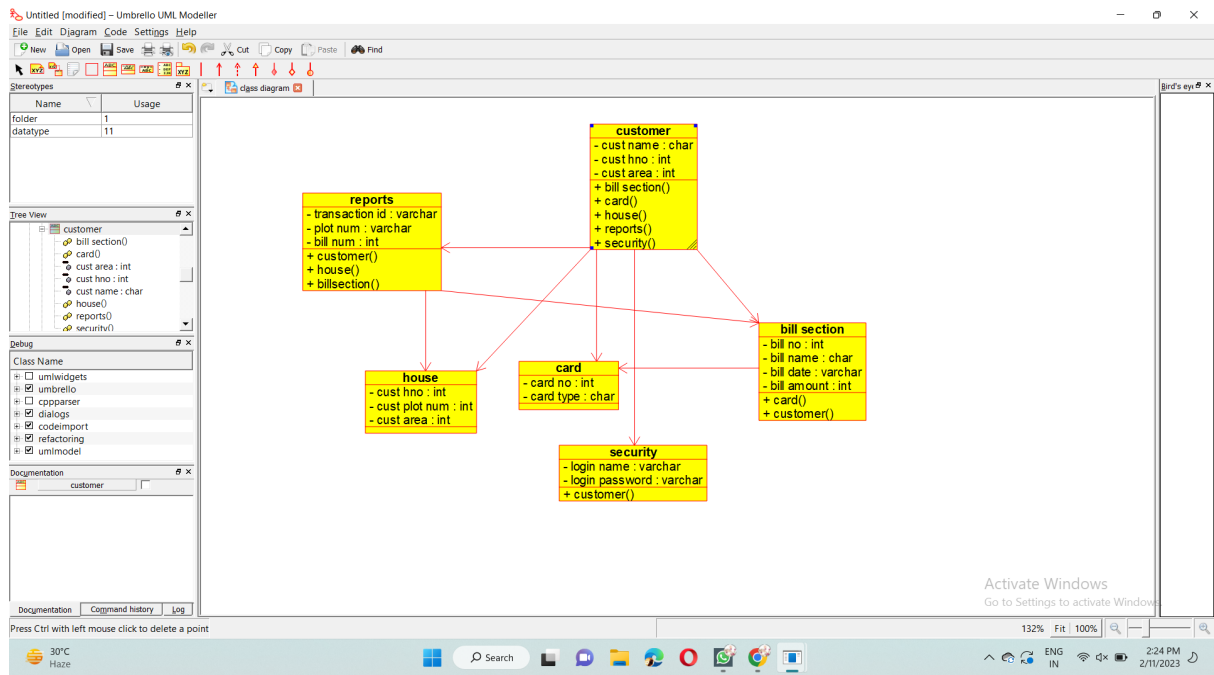 Untitled [modified] – Umbrello UML Modeller
File Edit Diagram Code Settings Help
New Open Save Cut Copy Paste Find
Stereotypes
Name Usage
folder 1
datatype 11
Tree View
customer
bill section()
card()
cust area : int
cust hno : int
cust name : char
house()
reports()
security()
Debug
Class Name
umlwidgets
umbrello
cppparser
dialogs
codeimport
refactoring
umlmodel
Documentation
customer
Documentation Command history Log
class diagram
Bird's eye
customer
- cust name : char
- cust hno : int
- cust area : int
+ bill section()
+ card()
+ house()
+ reports()
+ security()
reports
- transaction id : varchar
- plot num : varchar
- bill num : int
+ customer()
+ house()
+ billsection()
bill section
- bill no : int
- bill name : char
- bill date : varchar
- bill amount : int
+ card()
+ customer()
card
- card no : int
- card type : char
house
- cust hno : int
- cust plot num : int
- cust area : int
security
- login name : varchar
- login password : varchar
+ customer()
Activate Windows
Go to Settings to activate Windows.
Press Ctrl with left mouse click to delete a point
132% Fit 100%
30°C
Haze
Search
ENG
IN
2:24 PM
2/11/2023